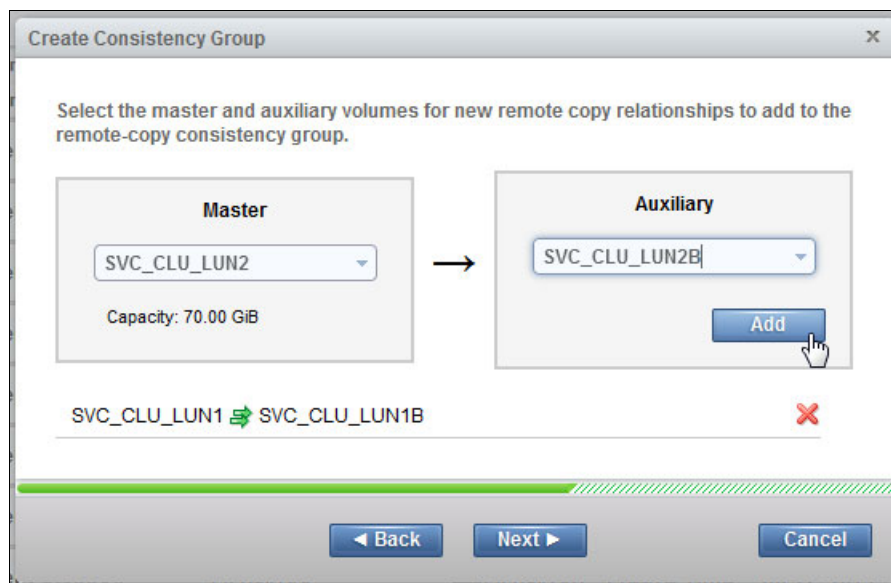 Create Consistency Group x
Select the master and auxiliary volumes for new remote copy relationships to add to the
remote-copy consistency group.
Master
Auxiliary
SVC_CLU_LUN2
SVC_CLU_LUN2B
Capacity: 70.00 GiB
Add
SVC_CLU_LUN1 SVC_CLU_LUN1B
Back Next Cancel